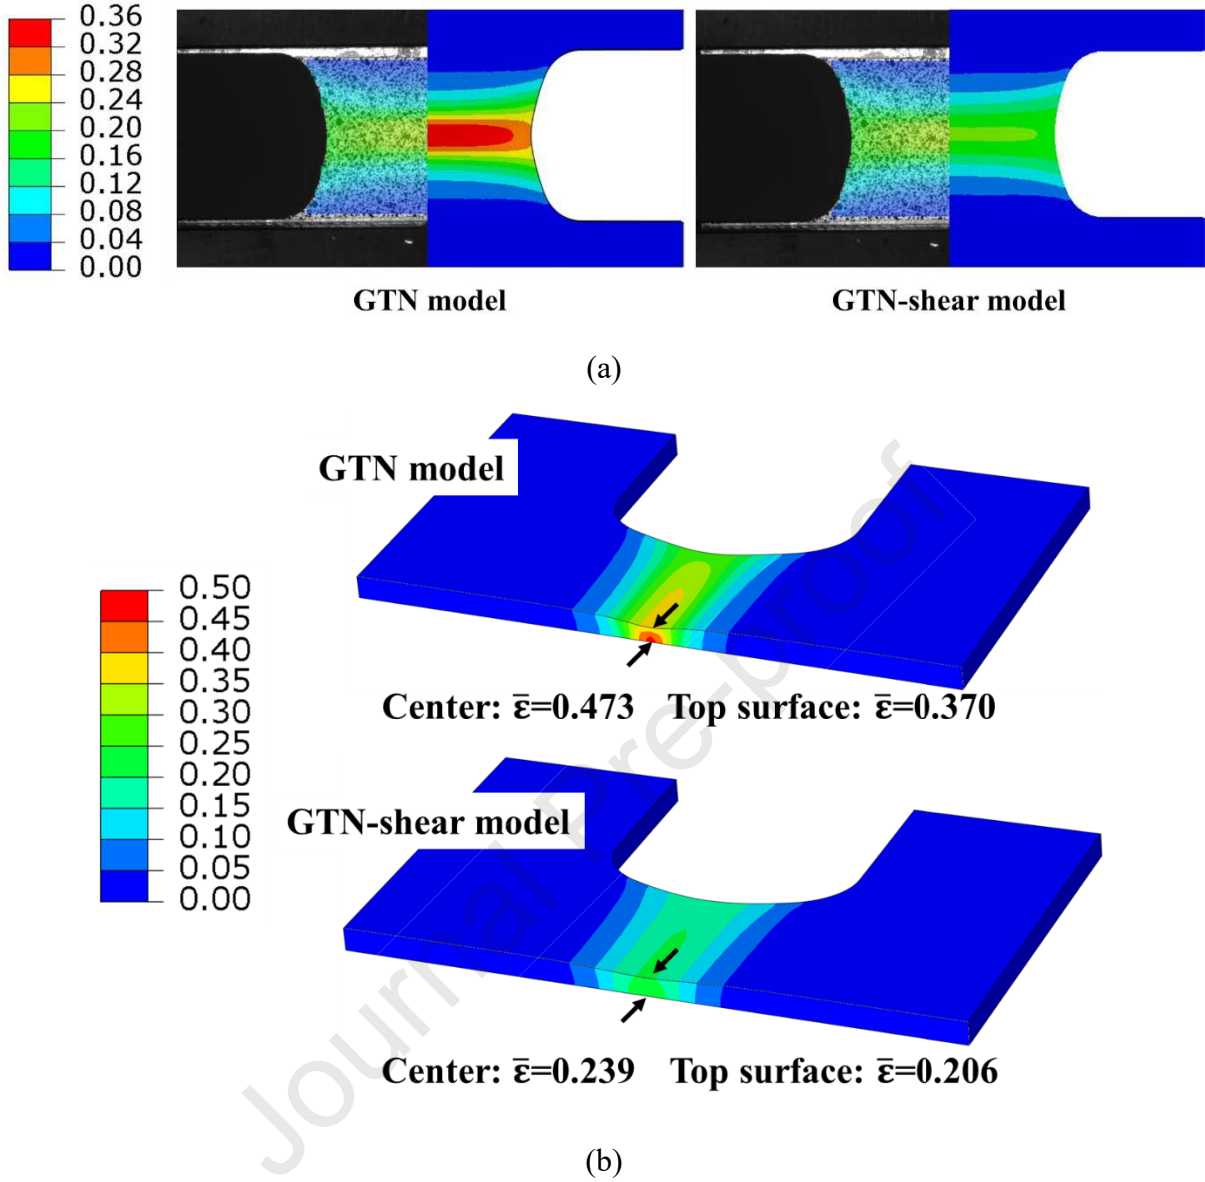 0.36
0.32
0.28
0.24
0.20
0.16
0.12
0.08
0.04
0.00
GTN model
GTN-shear model
(a)
GTN model
0.50
0.45
0.40
0.35
0.30
0.25
0.20
0.15
0.10
0.05
0.00
Center: ε̅=0.473 Top surface: ε̅=0.370
GTN-shear model
Center: ε̅=0.239 Top surface: ε̅=0.206
(b)
Journal Pre-proof